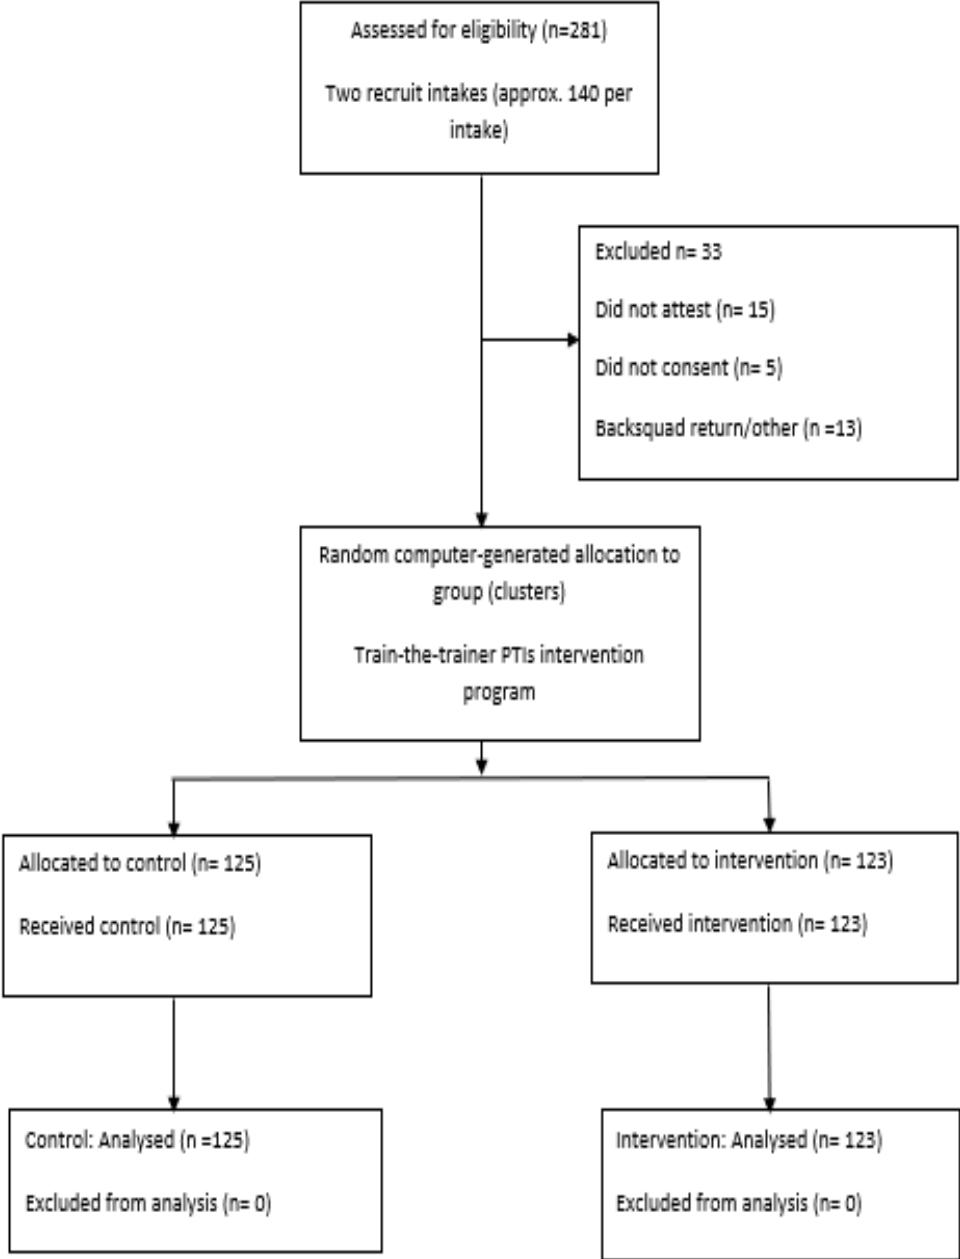 Assessed for eligibility (n=281)
Two recruit intakes (approx. 140 per
intake)
Excluded n= 33
Did not attest (n= 15)
Did not consent (n= 5)
Backsquad return/other (n =13)
Random computer-generated allocation to
group (clusters)
Train-the-trainer PTIs intervention
program
Allocated to control (n= 125)
Received control (n= 125)
Allocated to intervention (n= 123)
Received intervention (n= 123)
Control: Analysed (n =125)
Excluded from analysis (n= 0)
Intervention: Analysed (n= 123)
Excluded from analysis (n= 0)